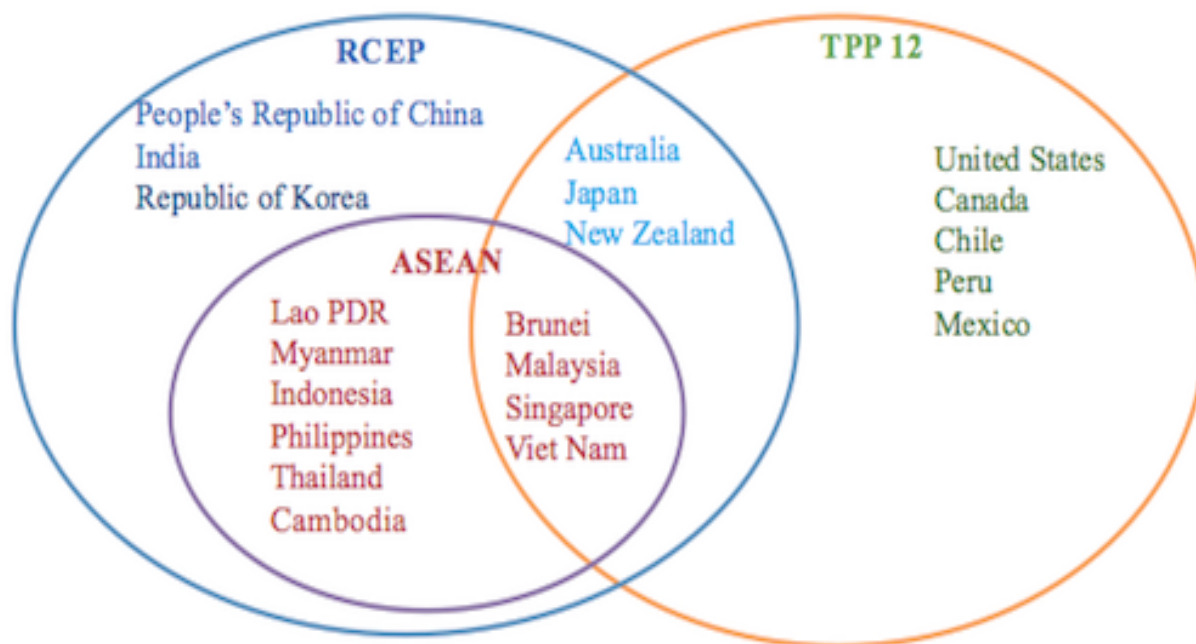 RCEP
People's Republic of China
India
Republic of Korea
ASEAN
Lao PDR
Myanmar
Indonesia
Philippines
Thailand
Cambodia
Australia
Japan
New Zealand
Brunei
Malaysia
Singapore
Viet Nam
TPP 12
United States
Canada
Chile
Peru
Mexico